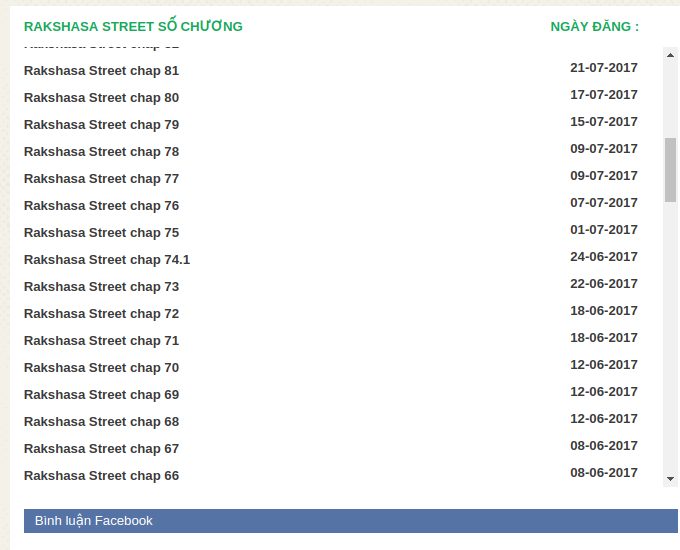 RAKSHASA STREET SỐ CHƯƠNG NGÀY ĐĂNG :
Rakshasa Street chap 81 21-07-2017
Rakshasa Street chap 80 17-07-2017
Rakshasa Street chap 79 15-07-2017
Rakshasa Street chap 78 09-07-2017
Rakshasa Street chap 77 09-07-2017
Rakshasa Street chap 76 07-07-2017
Rakshasa Street chap 75 01-07-2017
Rakshasa Street chap 74.1 24-06-2017
Rakshasa Street chap 73 22-06-2017
Rakshasa Street chap 72 18-06-2017
Rakshasa Street chap 71 18-06-2017
Rakshasa Street chap 70 12-06-2017
Rakshasa Street chap 69 12-06-2017
Rakshasa Street chap 68 12-06-2017
Rakshasa Street chap 67 08-06-2017
Rakshasa Street chap 66 08-06-2017
Bình luận Facebook